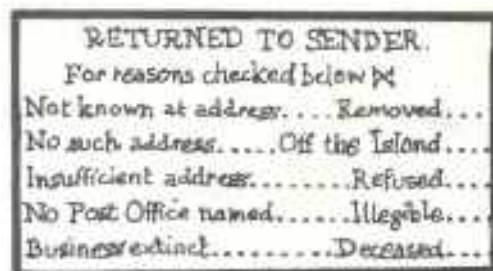 RETURNED TO SENDER.
For reasons checked below
Not known at address....Removed...
No such address.....Off the Island....
Insufficient address........Refused....
No Post Office named......Illegible....
Business extinct..........Deceased....